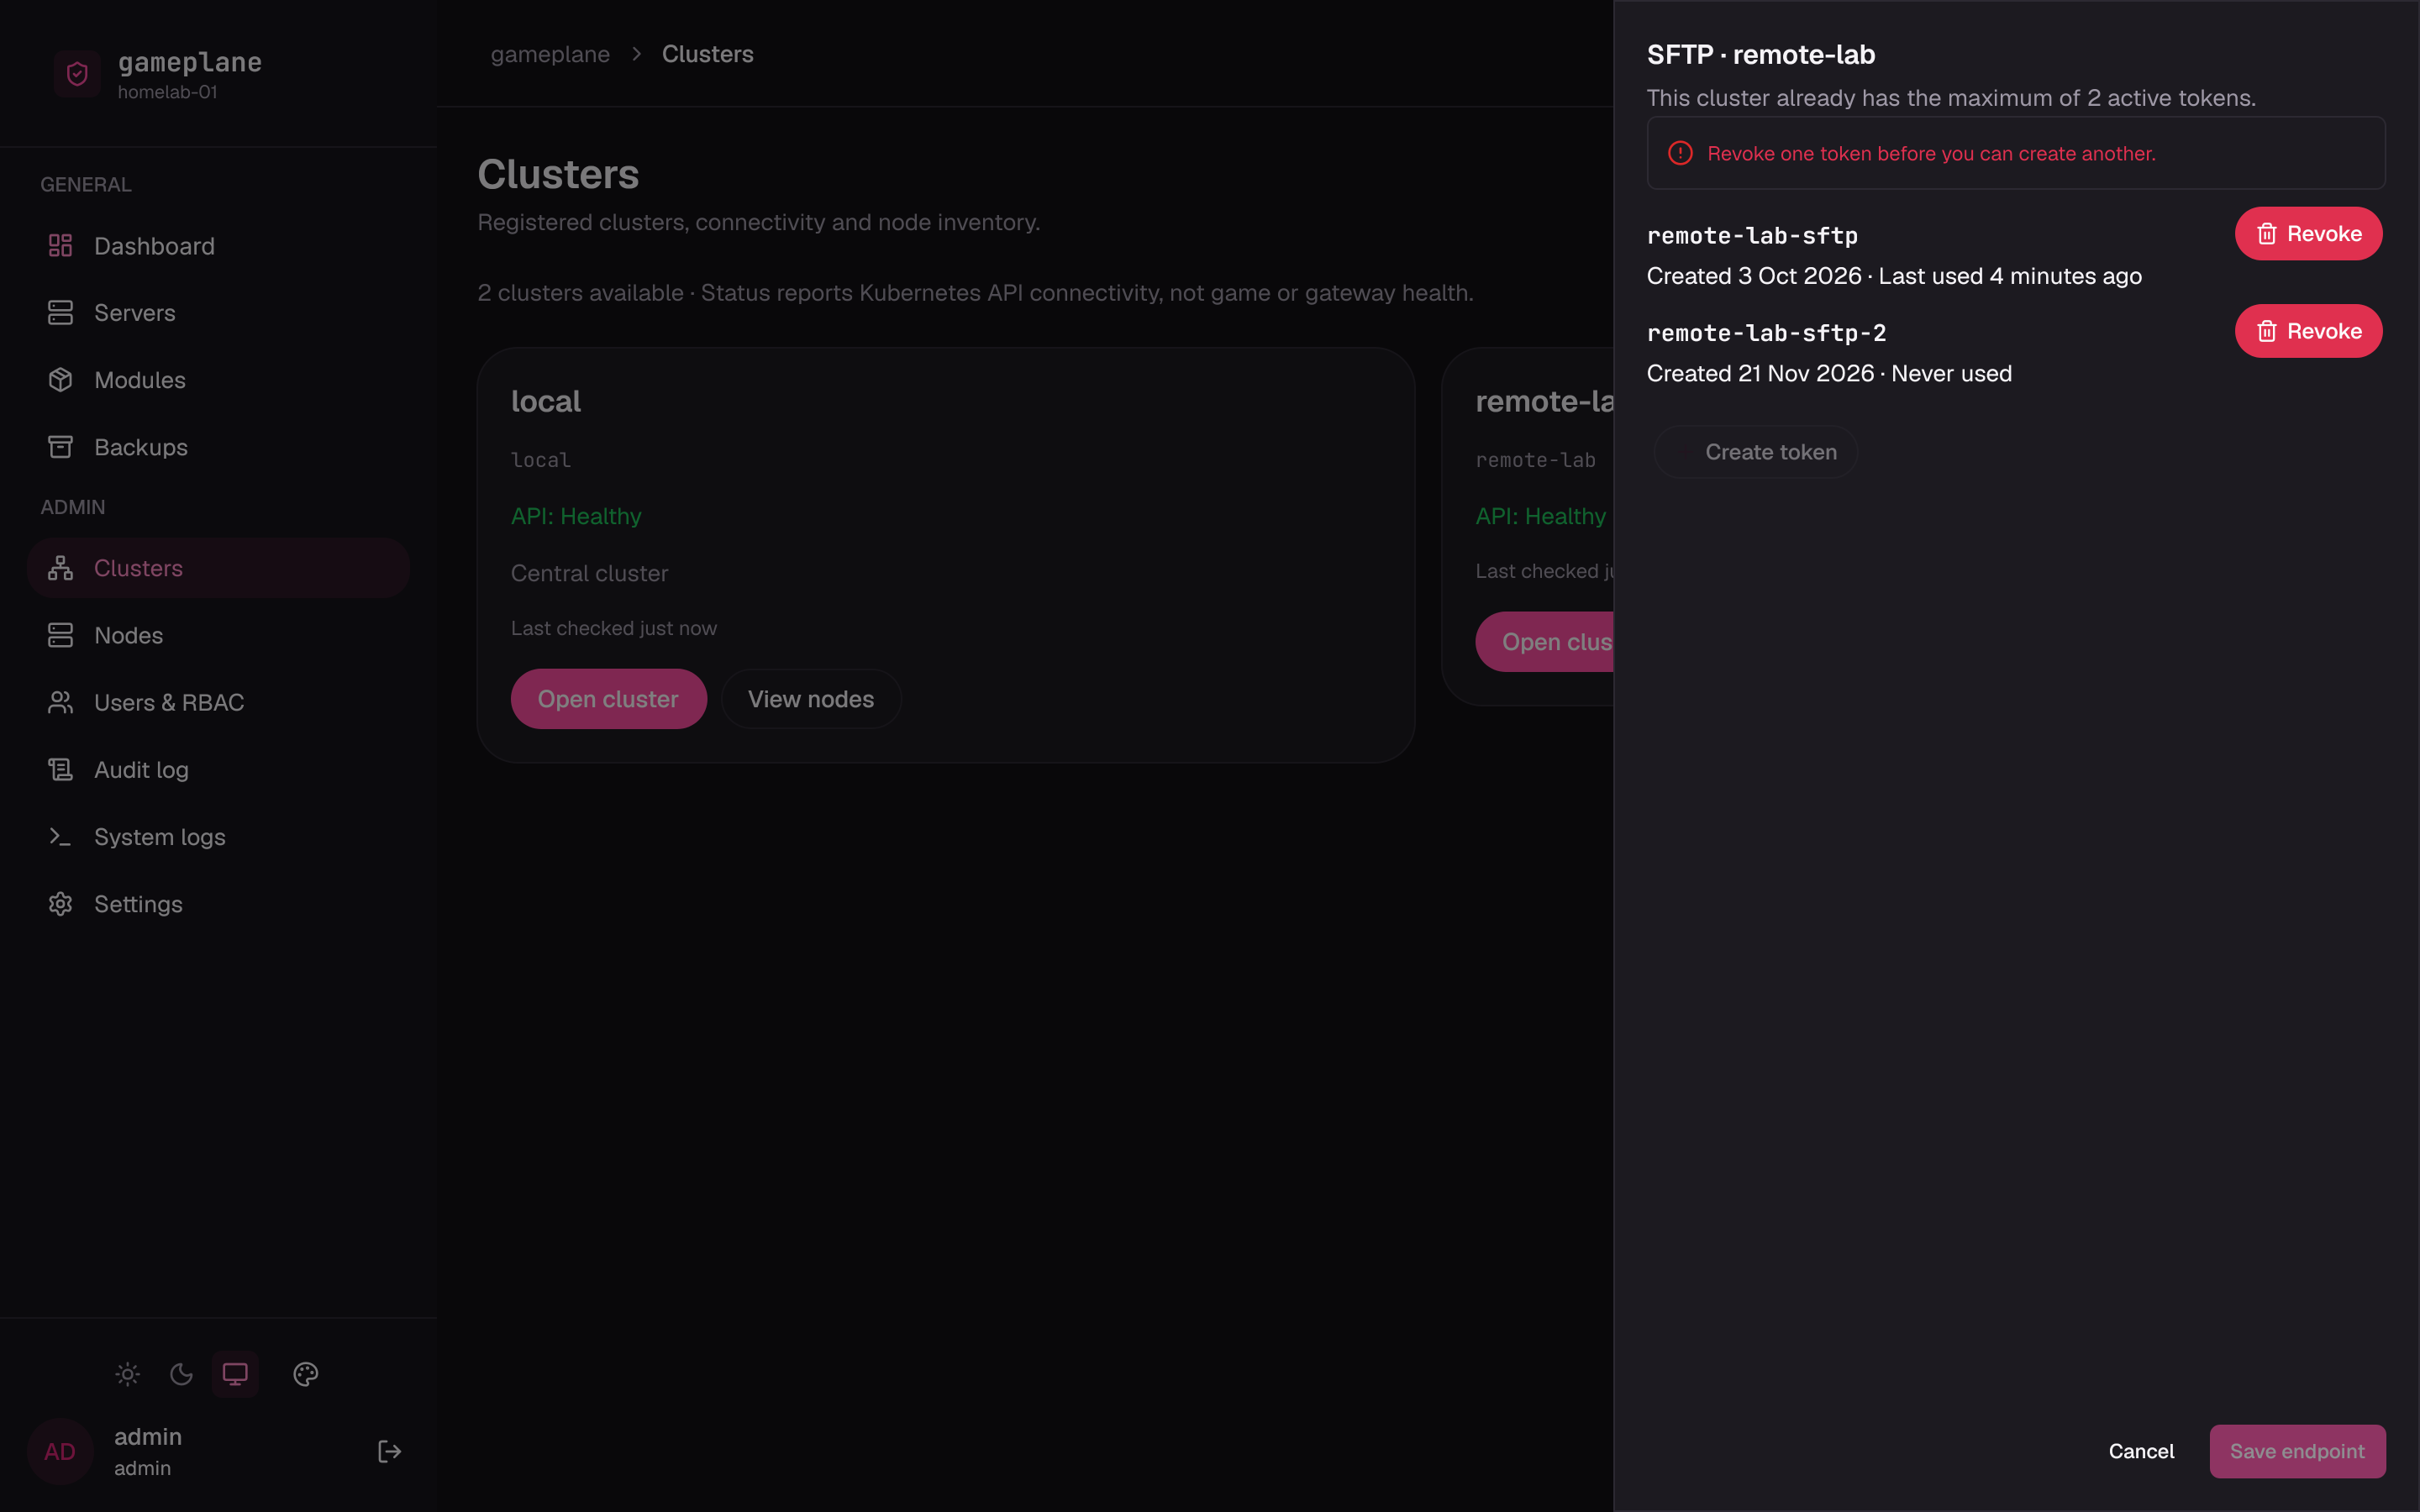 gameplane
homelab-01
GENERAL
Dashboard
Servers
Modules
Backups
ADMIN
Clusters
Nodes
Users & RBAC
Audit log
System logs
Settings
AD
admin
admin
gameplane > Clusters
Clusters
Registered clusters, connectivity and node inventory.
2 clusters available · Status reports Kubernetes API connectivity, not game or gateway health.
local
local
API: Healthy
Central cluster
Last checked just now
Open cluster View nodes
remote-la
remote-lab
API: Healthy
Last checked ju
Open clus
SFTP · remote-lab
This cluster already has the maximum of 2 active tokens.
Revoke one token before you can create another.
remote-lab-sftp
Revoke
Created 3 Oct 2026 · Last used 4 minutes ago
remote-lab-sftp-2
Revoke
Created 21 Nov 2026 · Never used
Create token
Cancel Save endpoint